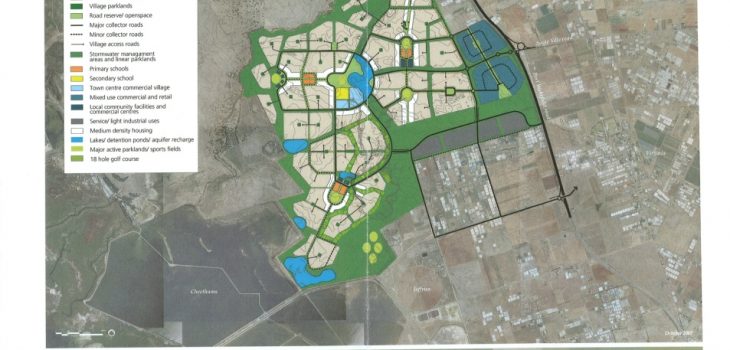 Village parklands
Road reserve/ openspace
Major collector roads
Minor collector roads
Village access roads
Stormwater management
areas and linear parklands
Primary schools
Secondary school
Town centre commercial village
Mixed use commercial and retail
Local community facilities and
commercial centres
Service/ light industrial uses
Medium density housing
Lakes/ detention ponds/ aquifer recharge
Major active parklands/ sports fields
18 hole golf course
Virginia
Cheethams
October 2007